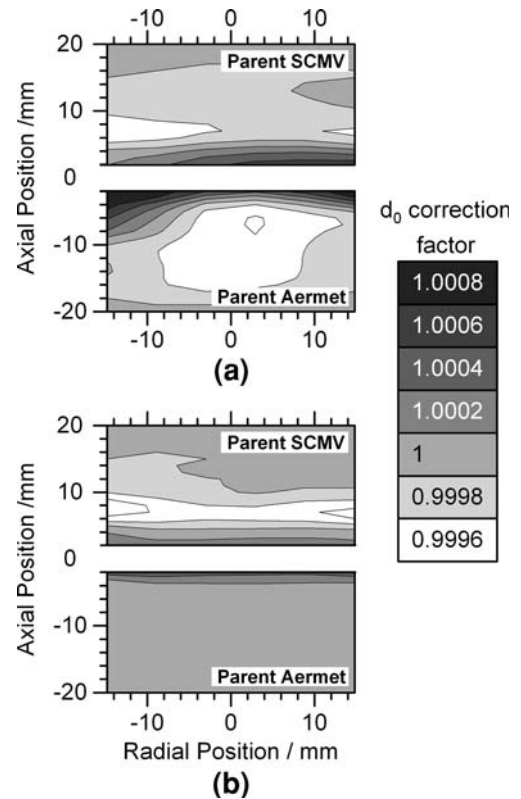 -10 0 10
20
Parent SCMV
10
0
-10
Parent Aermet
-20
Axial Position /mm
-10 0 10
(a)
d₀ correction
factor
1.0008
1.0006
1.0004
1.0002
1
0.9998
0.9996
20
Parent SCMV
10
0
-10
Parent Aermet
-20
Axial Position /mm
-10 0 10
Radial Position / mm
(b)